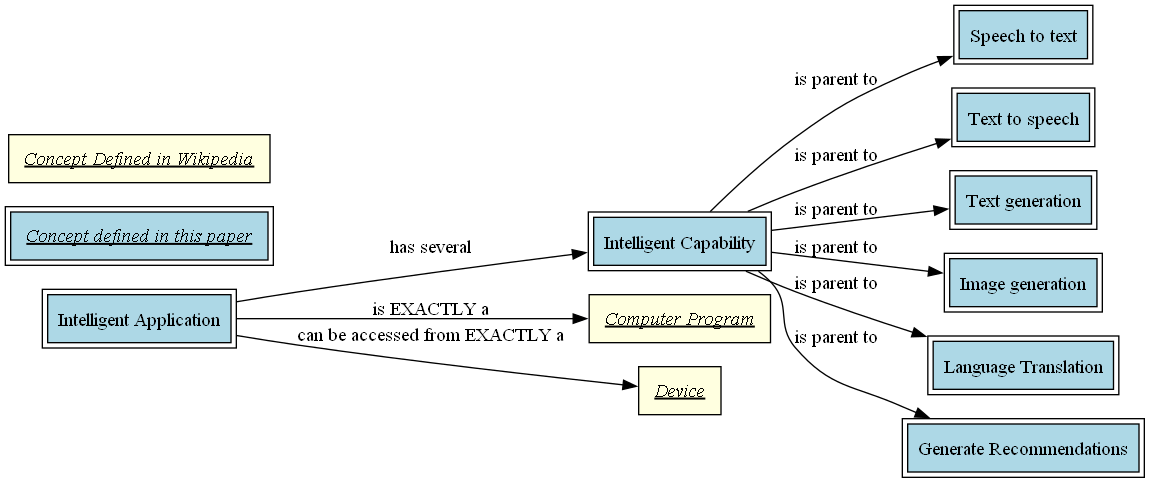 Speech to text
is parent to
Text to speech
Concept Defined in Wikipedia
is parent to
Text generation
is parent to
Concept defined in this paper
has several
Intelligent Capability
is parent to
Image generation
is parent to
Intelligent Application
is EXACTLY a
Computer Program
can be accessed from EXACTLY a
is parent to
Language Translation
Device
Generate Recommendations